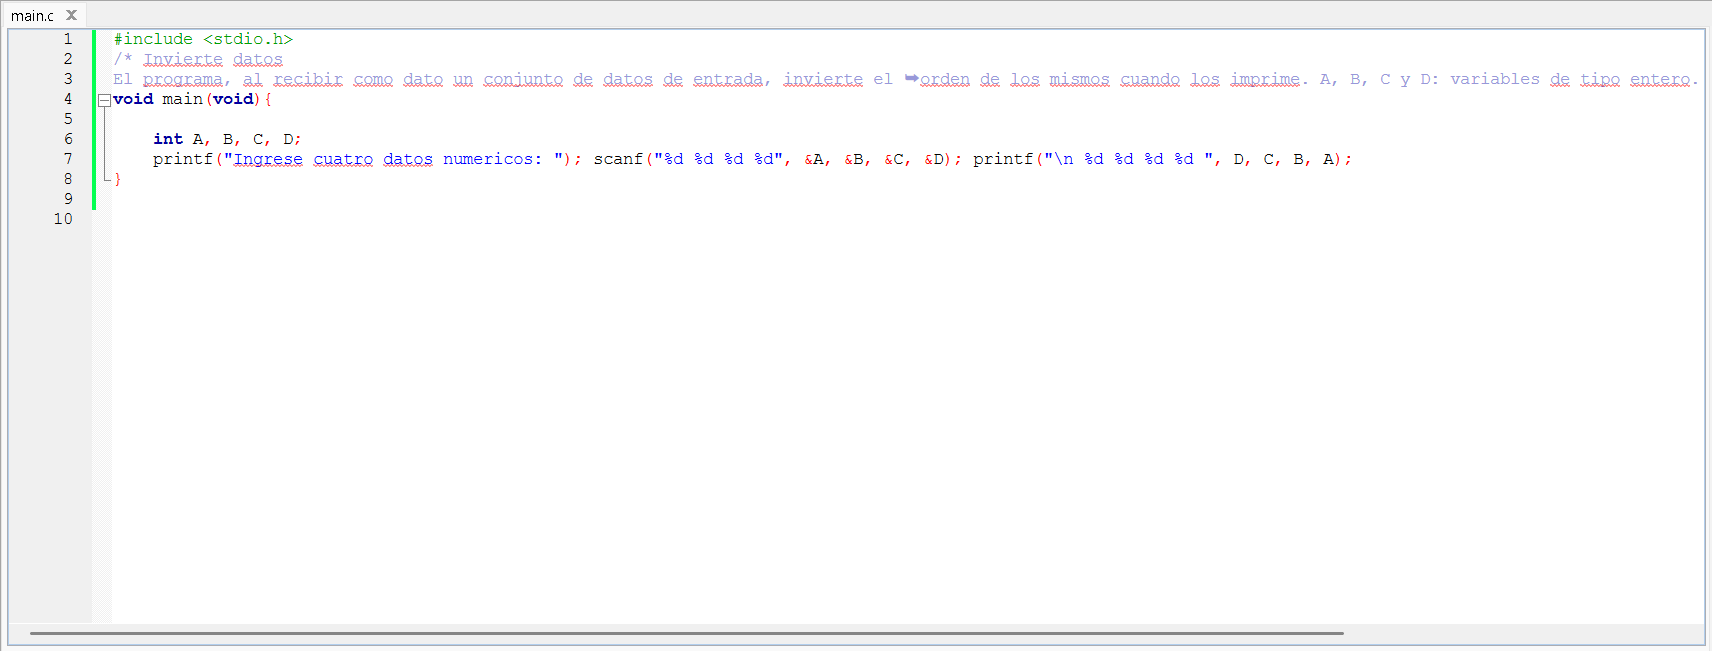 main.c X
1 #include <stdio.h>
2 /* Invierte datos
3 El programa, al recibir como dato un conjunto de datos de entrada, invierte el ➥orden de los mismos cuando los imprime. A, B, C y D: variables de tipo entero.
4 void main(void){
5
6 int A, B, C, D;
7 printf("Ingrese cuatro datos numericos: "); scanf("%d %d %d %d", &A, &B, &C, &D); printf("\n %d %d %d %d ", D, C, B, A);
8 }
9
10